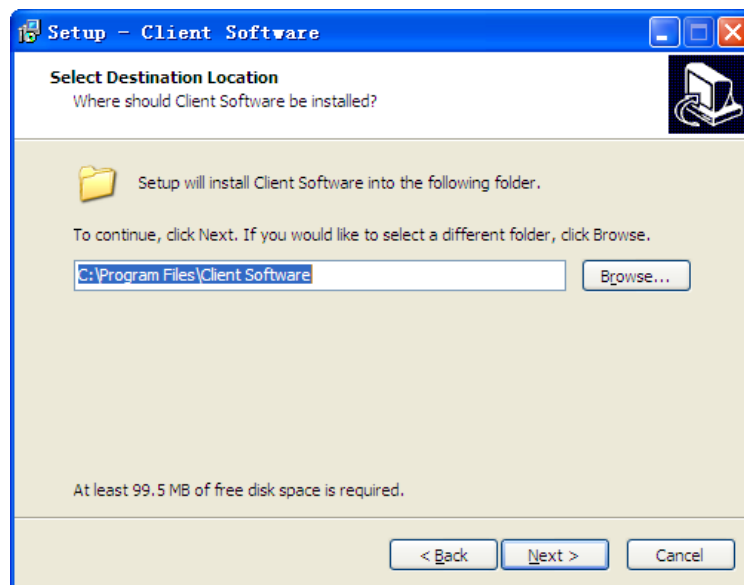 Setup - Client Software
Select Destination Location
Where should Client Software be installed?
Setup will install Client Software into the following folder.
To continue, click Next. If you would like to select a different folder, click Browse.
C:\Program Files\Client Software
Browse...
At least 99.5 MB of free disk space is required.
< Back
Next >
Cancel